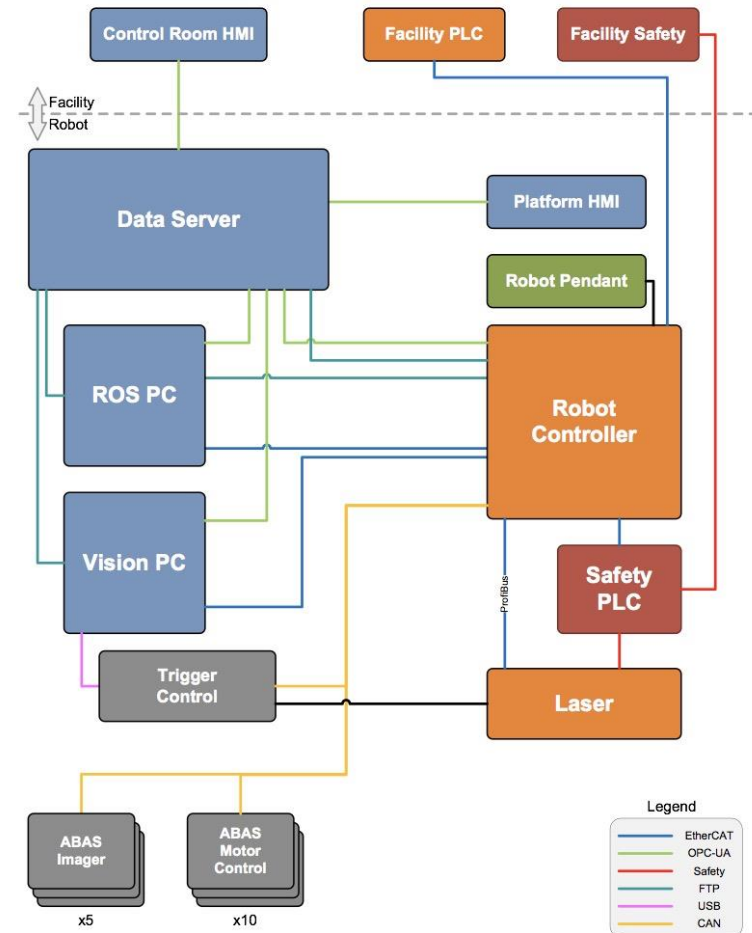 Control Room HMI
Facility PLC
Facility Safety
Facility
Robot
Data Server
Platform HMI
Robot Pendant
ROS PC
Robot
Controller
Vision PC
ProfiBus
Safety
PLC
Trigger
Control
Laser
ABAS
Imager
x5
ABAS
Motor
Control
x10
Legend
EtherCAT
OPC-UA
Safety
FTP
USB
CAN